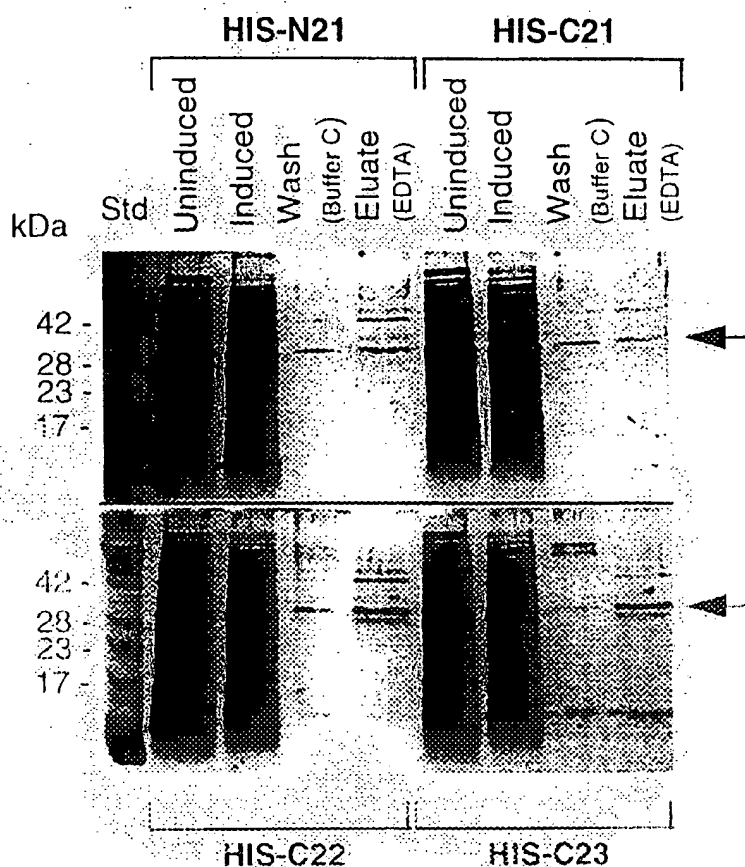 HIS-N21 HIS-C21
kDa Std Uninduced Induced Wash (Buffer C) Eluate (EDTA) Uninduced Induced Wash (Buffer C) Eluate (EDTA)
42 -
28 -
23 -
17 -
42 -
28 -
23 -
17 -
HIS-C22 HIS-C23